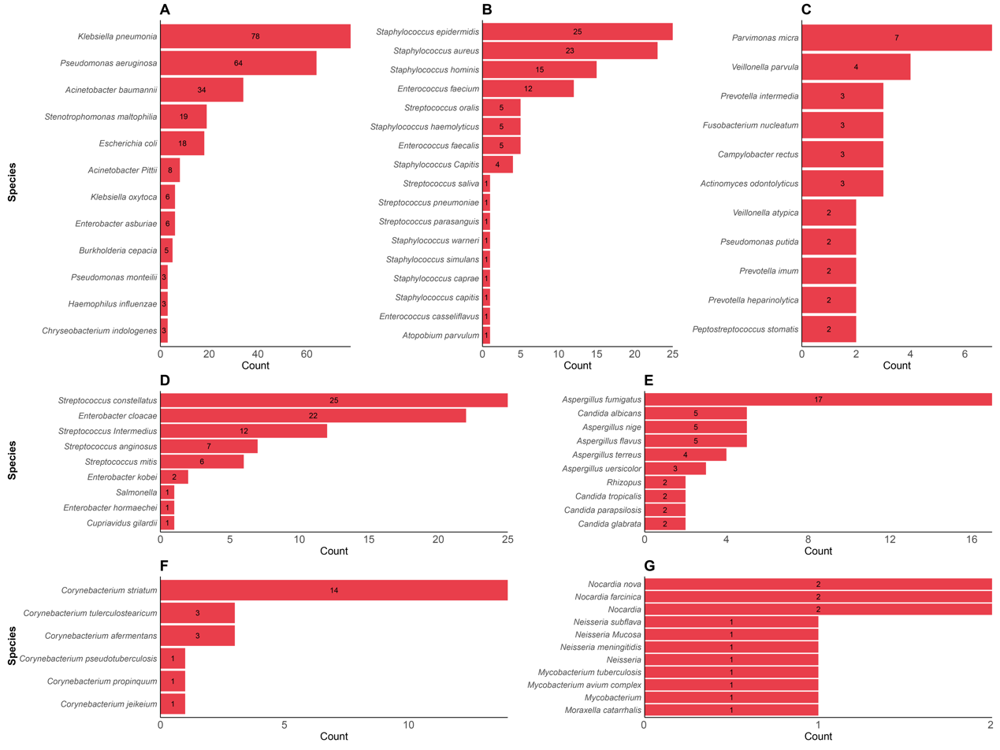 A
Species
Klebsiella pneumonia 78
Pseudomonas aeruginosa 64
Acinetobacter baumannii 34
Stenotrophomonas maltophilia 19
Escherichia coli 18
Acinetobacter Pittii 8
Klebsiella oxytoca 6
Enterobacter asburiae 6
Burkholderia cepacia 5
Pseudomonas monteilii 3
Haemophilus influenzae 3
Chryseobacterium indologenes 3
0 20 40 60
Count
B
Staphylococcus epidermidis 25
Staphylococcus aureus 23
Staphylococcus hominis 15
Enterococcus faecium 12
Streptococcus oralis 5
Staphylococcus haemolyticus 5
Enterococcus faecalis 5
Staphylococcus Capitis 4
Streptococcus saliva 1
Streptococcus pneumoniae 1
Streptococcus parasanguis 1
Staphylococcus warneri 1
Staphylococcus simulans 1
Staphylococcus caprae 1
Staphylococcus capitis 1
Enterococcus casseliflavus 1
Atopobium parvulum 1
0 5 10 15 20 25
Count
C
Parvimonas micra 7
Veillonella parvula 4
Prevotella intermedia 3
Fusobacterium nucleatum 3
Campylobacter rectus 3
Actinomyces odontolyticus 3
Veillonella atypica 2
Pseudomonas putida 2
Prevotella imum 2
Prevotella heparinolytica 2
Peptostreptococcus stomatis 2
0 2 4 6
Count
D
Species
Streptococcus constellatus 25
Enterobacter cloacae 22
Streptococcus Intermedius 12
Streptococcus anginosus 7
Streptococcus mitis 6
Enterobacter kobei 2
Salmonella 1
Enterobacter hormaechei 1
Cupriavidus gilardii 1
0 5 10 15 20 25
Count
E
Aspergillus fumigatus 17
Candida albicans 5
Aspergillus nige 5
Aspergillus flavus 5
Aspergillus terreus 4
Aspergillus uersicolor 3
Rhizopus 2
Candida tropicalis 2
Candida parapsilosis 2
Candida glabrata 2
0 4 8 12 16
Count
F
Species
Corynebacterium striatum 14
Corynebacterium tulerculostearicum 3
Corynebacterium afermentans 3
Corynebacterium pseudotuberculosis 1
Corynebacterium propinquum 1
Corynebacterium jeikeium 1
0 5 10
Count
G
Nocardia nova 2
Nocardia farcinica 2
Nocardia 2
Neisseria subflava 1
Neisseria Mucosa 1
Neisseria meningitidis 1
Neisseria 1
Mycobacterium tuberculosis 1
Mycobacterium avium complex 1
Mycobacterium 1
Moraxella catarrhalis 1
0 1 2
Count